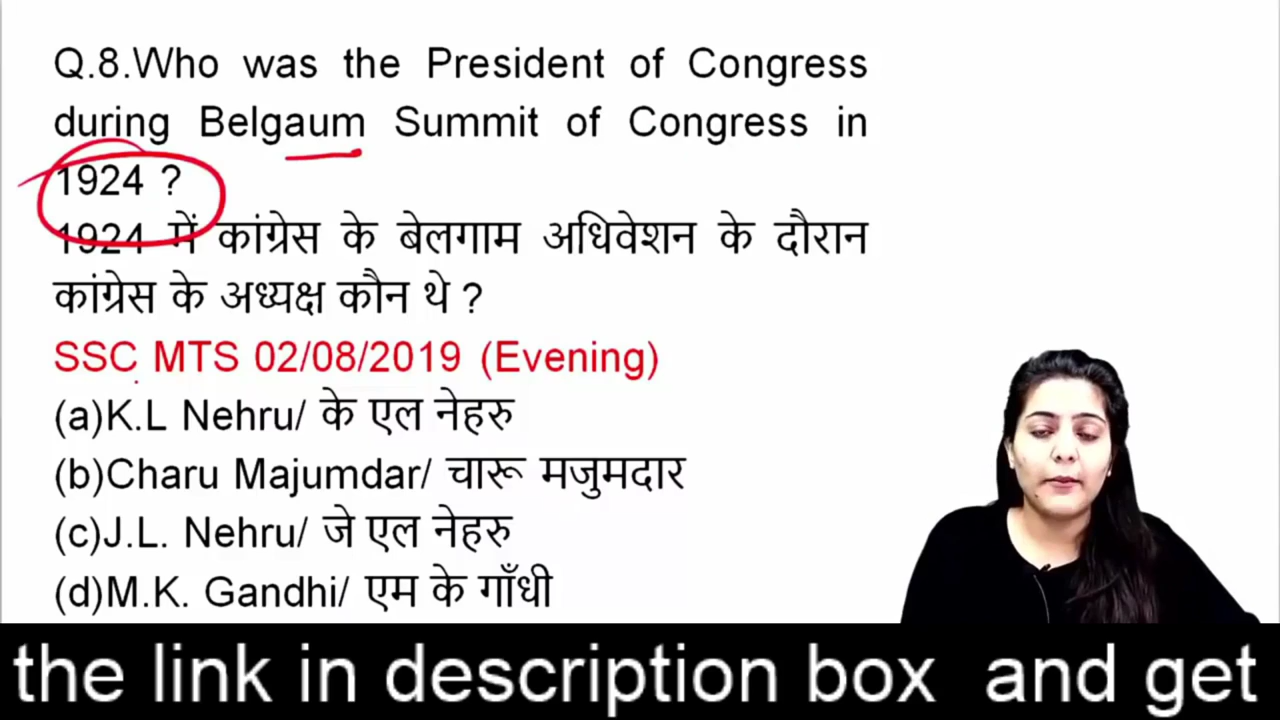 Q.8.Who was the President of Congress
during Belgaum Summit of Congress in
1924 ?
1924 में कांग्रेस के बेलगाम अधिवेशन के दौरान
कांग्रेस के अध्यक्ष कौन थे ?
SSC MTS 02/08/2019 (Evening)
(a)K.L Nehru/ के एल नेहरु
(b)Charu Majumdar/ चारू मजुमदार
(c)J.L. Nehru/ जे एल नेहरु
(d)M.K. Gandhi/ एम के गाँधी
the link in description box and get